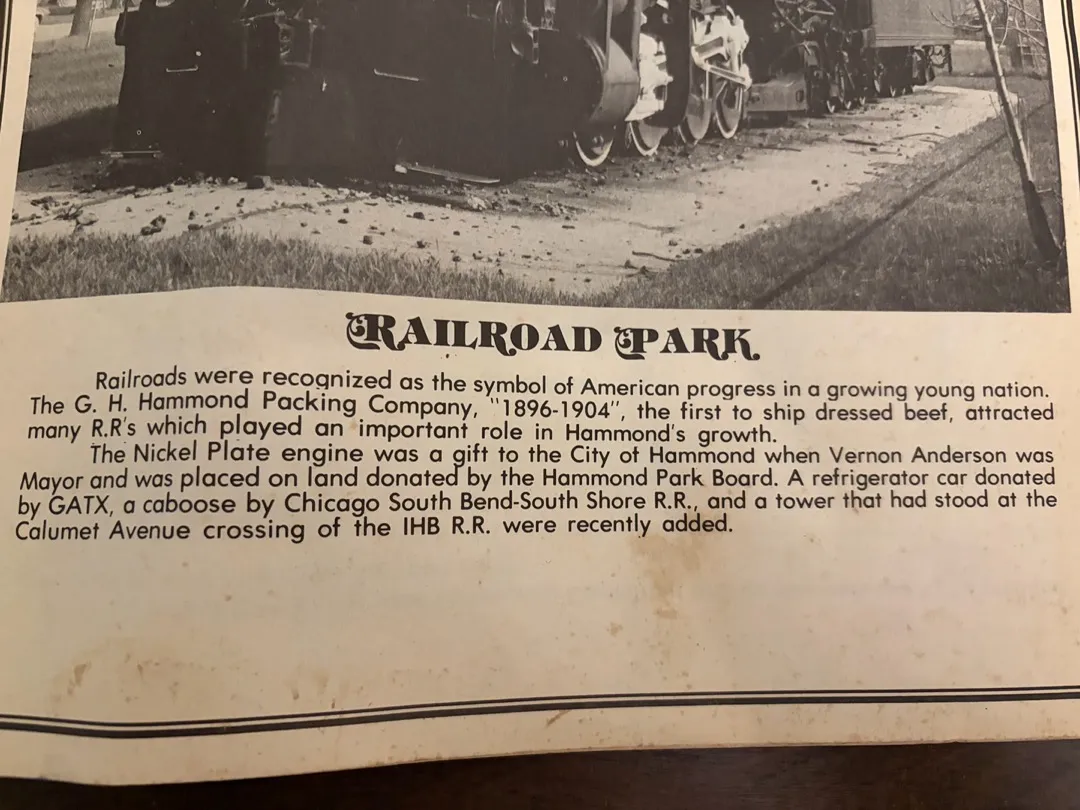 RAILROAD PARK
Railroads were recognized as the symbol of American progress in a growing young nation.
The G. H. Hammond Packing Company, "1896-1904", the first to ship dressed beef, attracted
many R.R's which played an important role in Hammond's growth.
The Nickel Plate engine was a gift to the City of Hammond when Vernon Anderson was
Mayor and was placed on land donated by the Hammond Park Board. A refrigerator car donated
by GATX, a caboose by Chicago South Bend-South Shore R.R., and a tower that had stood at the
Calumet Avenue crossing of the IHB R.R. were recently added.